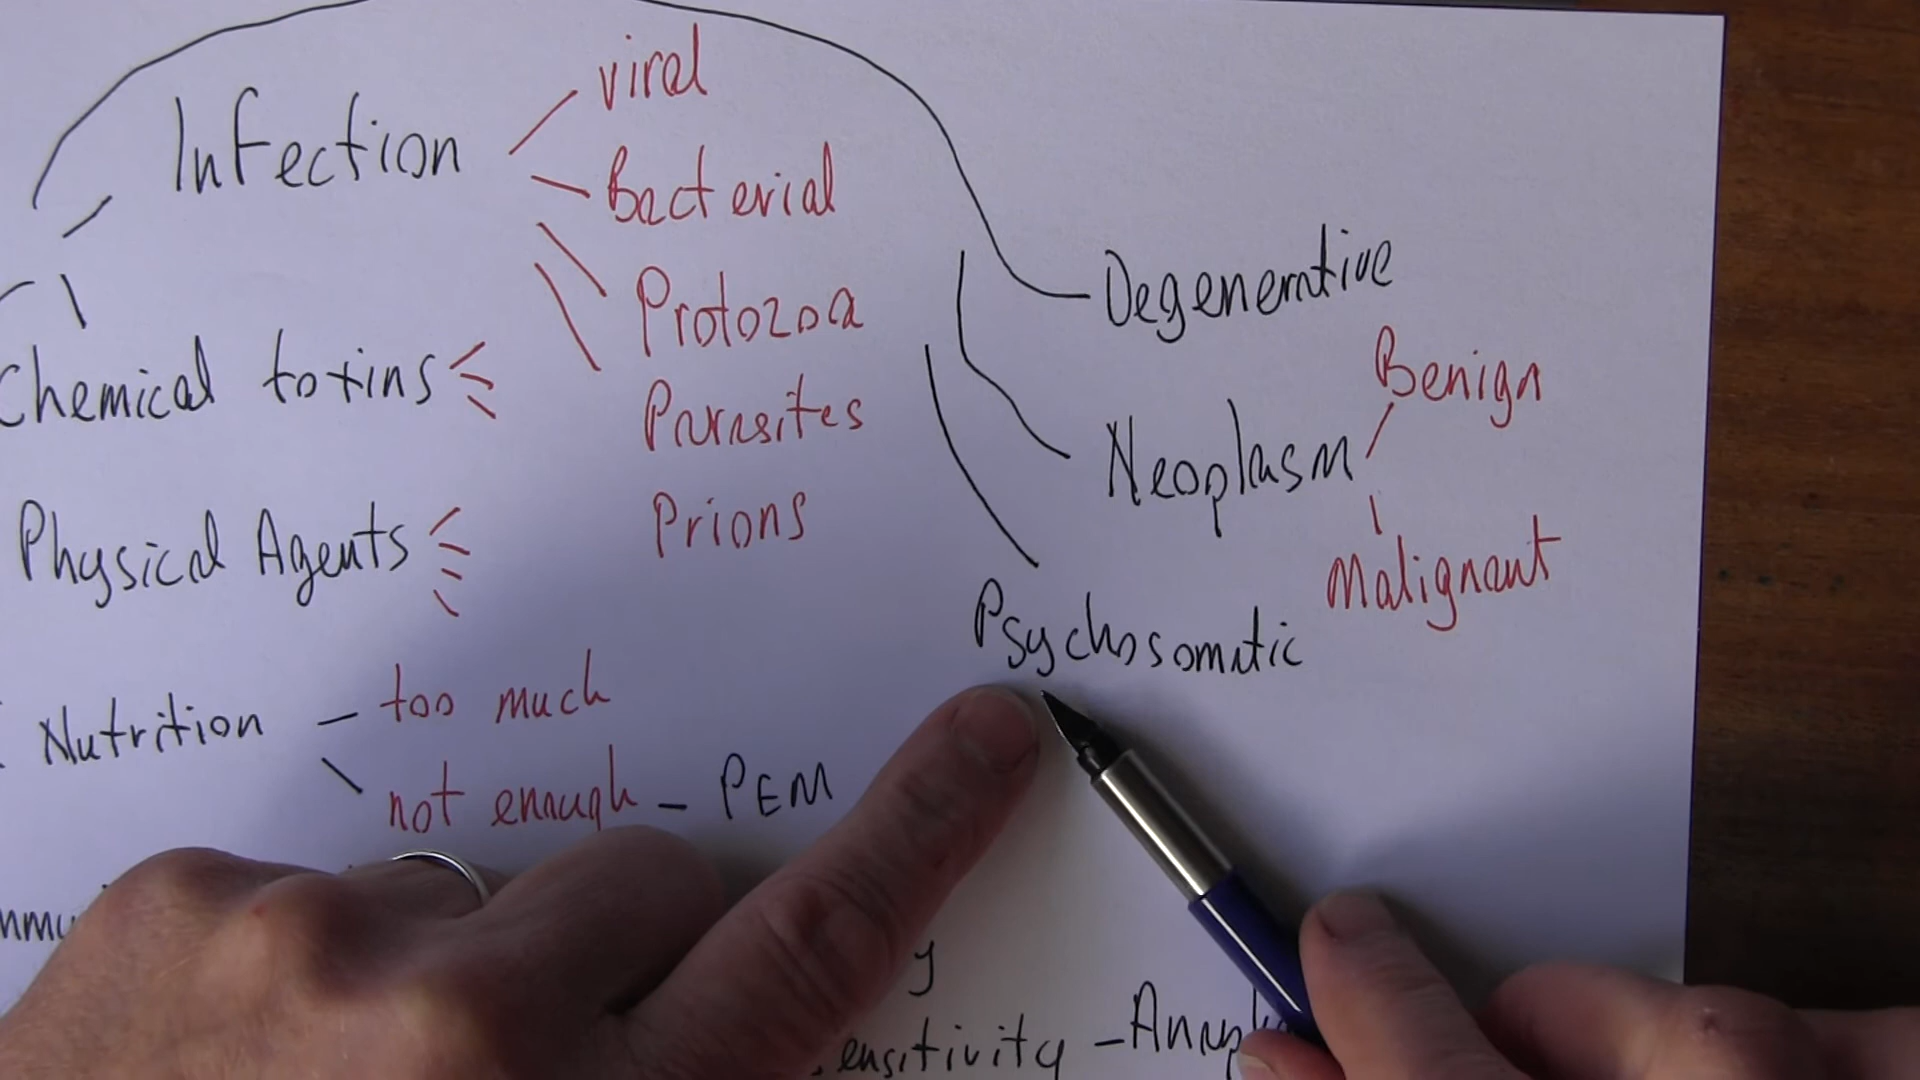 Infection
viral
Bacterial
Protozoa
Parasites
Prions
Chemical toxins
Physical Agents
Nutrition
too much
not enough - PEM
Degenerative
Neoplasm
Benign
Malignant
Psychosomatic